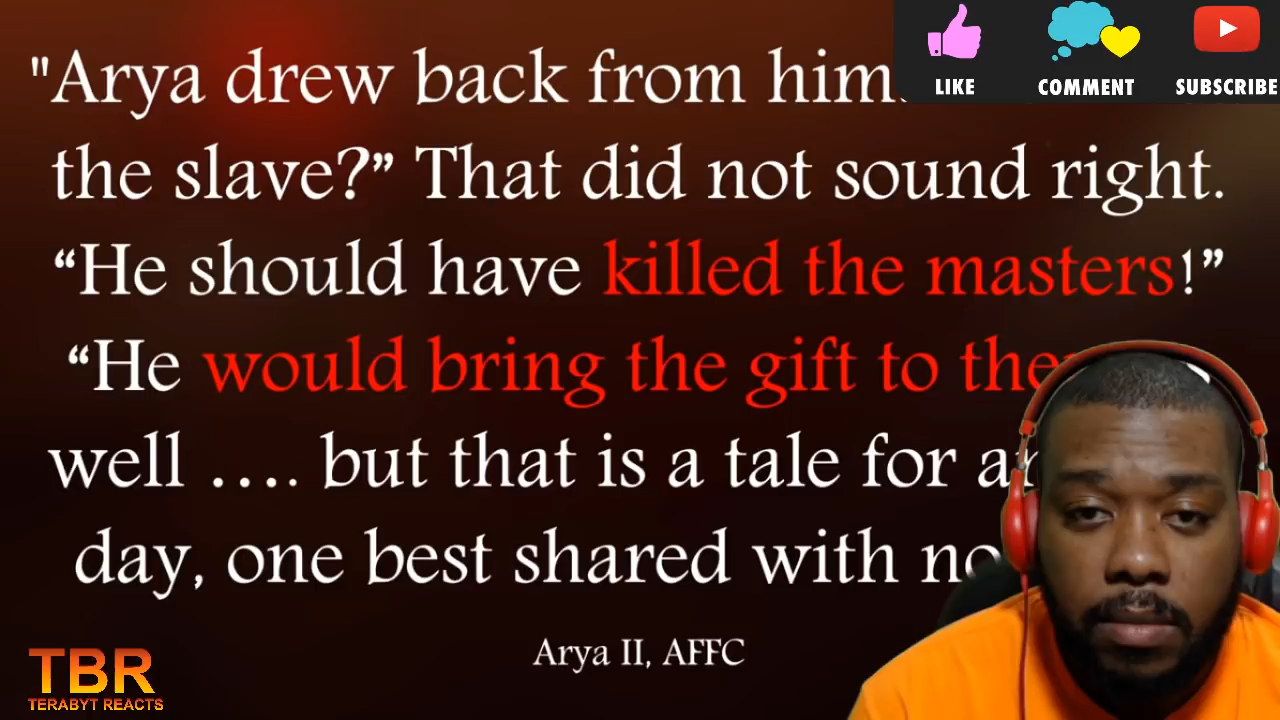 "Arya drew back from him.
the slave?” That did not sound right.
“He should have killed the masters!”
“He would bring the gift to
well …. but that is a tale for
day, one best shared with
Arya II, AFFC
LIKE
COMMENT
SUBSCRIBE
TBR
TERABYT REACTS